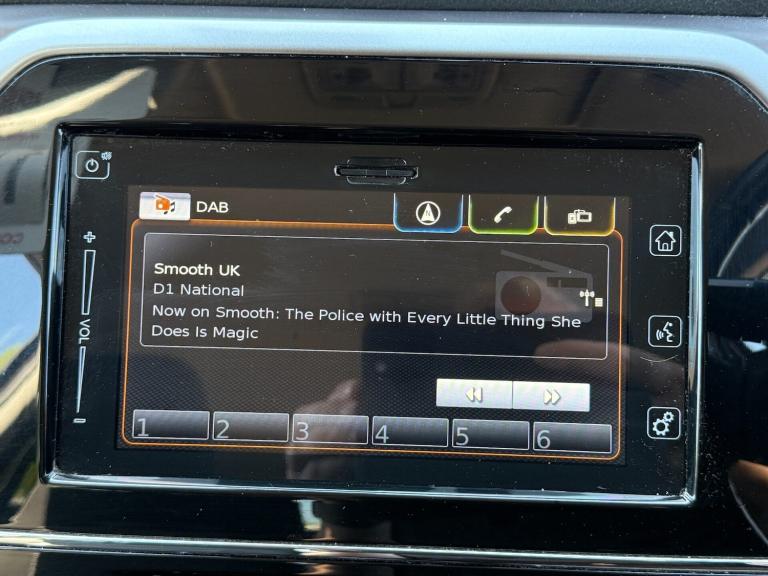 DAB
Smooth UK
D1 National
Now on Smooth: The Police with Every Little Thing She
Does Is Magic
+
VOL
-
1 2 3 4 5 6